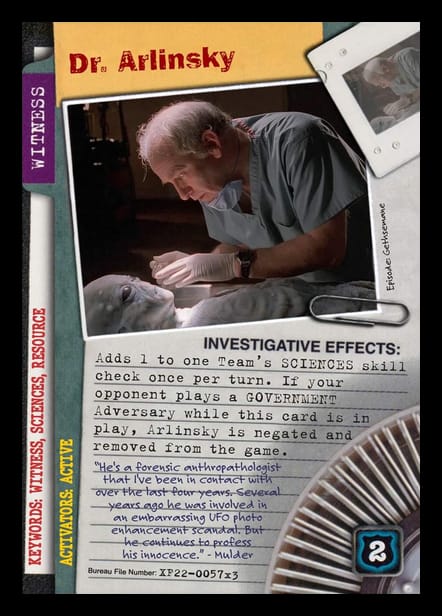 Dr. Arlinsky
WITNESS
Episode: Gethsemane
INVESTIGATIVE EFFECTS:
Adds 1 to one Team's SCIENCES skill
check once per turn. If your
opponent plays a GOVERNMENT
Adversary while this card is in
play, Arlinsky is negated and
removed from the game.
"He's a forensic anthropathologist
that I've been in contact with
over the last four years. Several
years ago he was involved in
an embarrassing UFO photo
enhancement scandal. But
he continues to profess
his innocence." - Mulder
Bureau File Number: XF22-0057x3
2
KEYWORDS: WITNESS, SCIENCES, RESOURCE
ACTIVATORS: ACTIVE